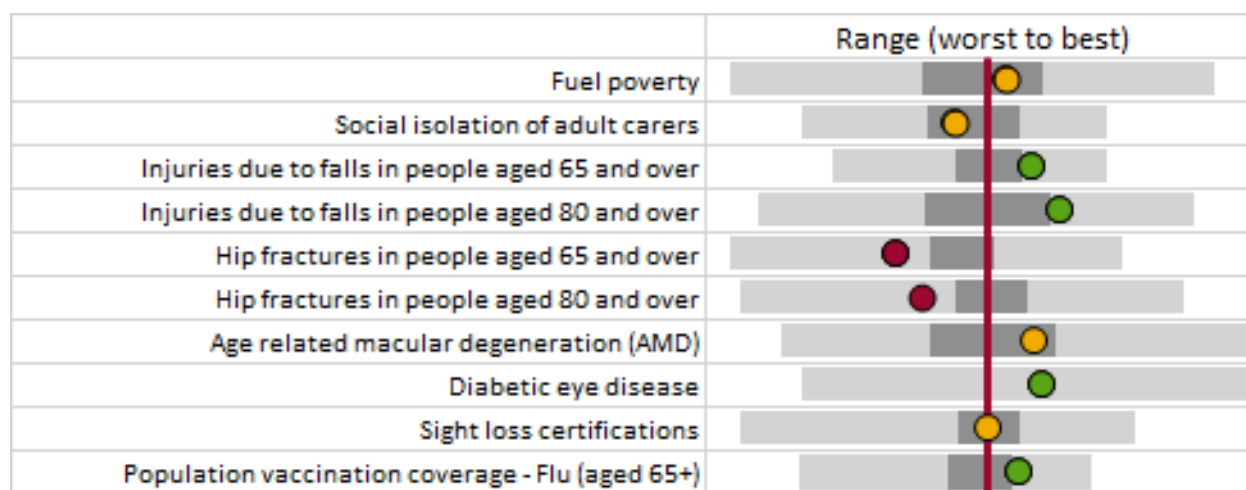 Range (worst to best)
Fuel poverty
Social isolation of adult carers
Injuries due to falls in people aged 65 and over
Injuries due to falls in people aged 80 and over
Hip fractures in people aged 65 and over
Hip fractures in people aged 80 and over
Age related macular degeneration (AMD)
Diabetic eye disease
Sight loss certifications
Population vaccination coverage - Flu (aged 65+)